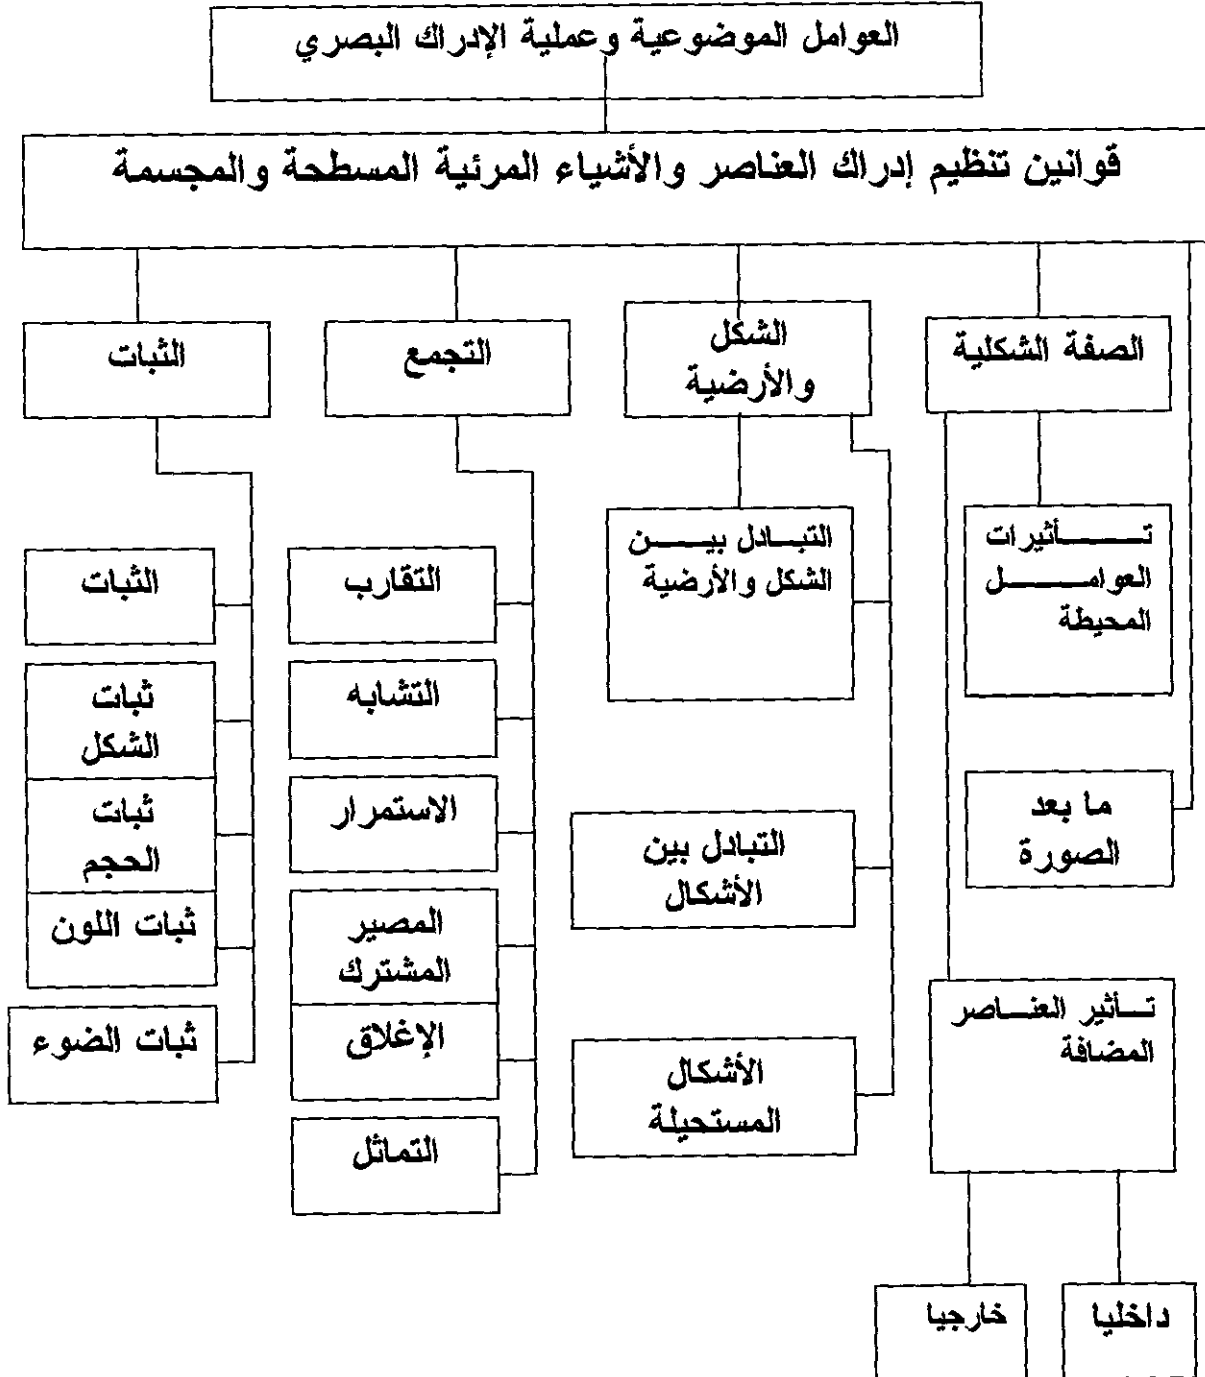 العوامل الموضوعية وعملية الإدراك البصري
قوانين تنظيم إدراك العناصر والأشياء المرئية المسطحة والمجسمة
الصفة الشكلية
تأثيرات
العوامل
المحيطة
ما بعد
الصورة
تأثير العناصر
المضافة
داخليا
خارجيا
الشكل
والأرضية
التبادل بين
الشكل والأرضية
التبادل بين
الأشكال
الأشكال
المستحيلة
التجمع
التقارب
التشابه
الاستمرار
المصير
المشترك
الإغلاق
التماثل
الثبات
الثبات
ثبات
الشكل
ثبات
الحجم
ثبات اللون
ثبات الضوء